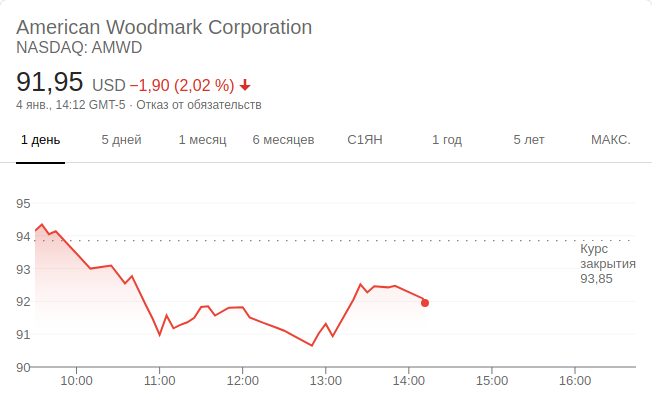 American Woodmark Corporation
NASDAQ: AMWD
91,95 USD −1,90 (2,02 %)
4 янв., 14:12 GMT-5 · Отказ от обязательств
1 день 5 дней 1 месяц 6 месяцев С1ЯН 1 год 5 лет МАКС.
95
94
Курс
закрытия
93,85
93
92
91
90
10:00 11:00 12:00 13:00 14:00 15:00 16:00